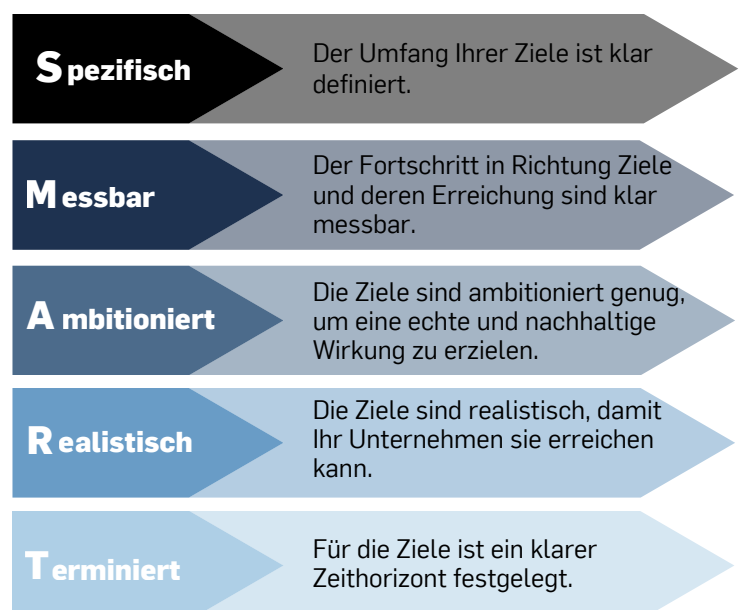 Spezifisch
Der Umfang Ihrer Ziele ist klar
definiert.
Messbar
Der Fortschritt in Richtung Ziele
und deren Erreichung sind klar
messbar.
Ambitioniert
Die Ziele sind ambitioniert genug,
um eine echte und nachhaltige
Wirkung zu erzielen.
Realistisch
Die Ziele sind realistisch, damit
Ihr Unternehmen sie erreichen
kann.
Terminiert
Für die Ziele ist ein klarer
Zeithorizont festgelegt.